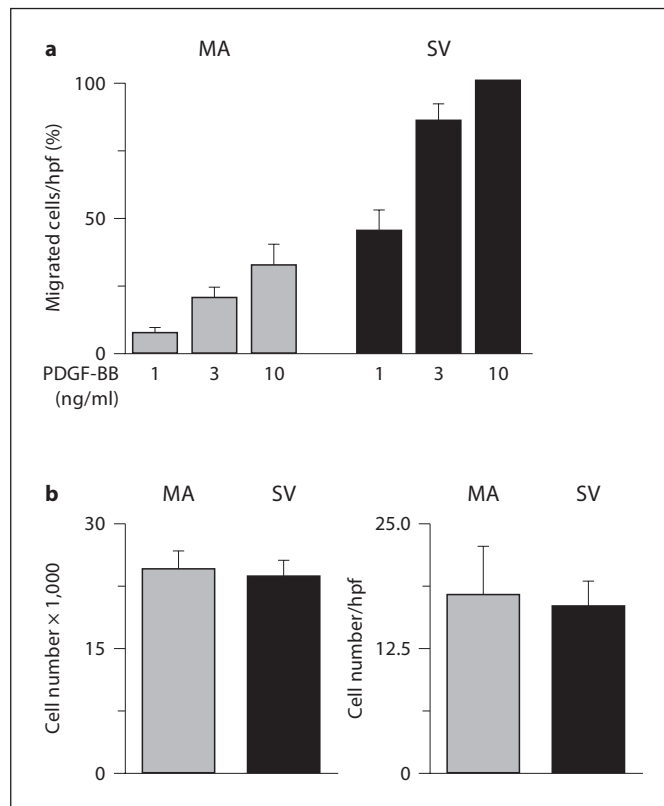 a
MA SV
Migrated cells/hpf (%)
100
50
0
PDGF-BB 1 3 10 1 3 10
(ng/ml)
b
MA SV
Cell number × 1,000
30
15
0
MA SV
Cell number/hpf
25.0
12.5
0